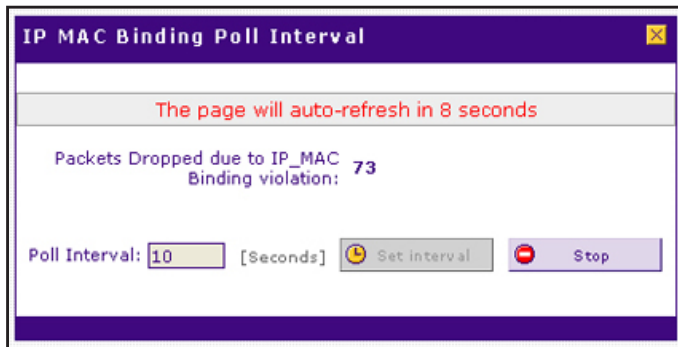 IP MAC Binding Poll Interval
The page will auto-refresh in 8 seconds
Packets Dropped due to IP_MAC
Binding violation: 73
Poll Interval: 10 [Seconds] Set interval Stop